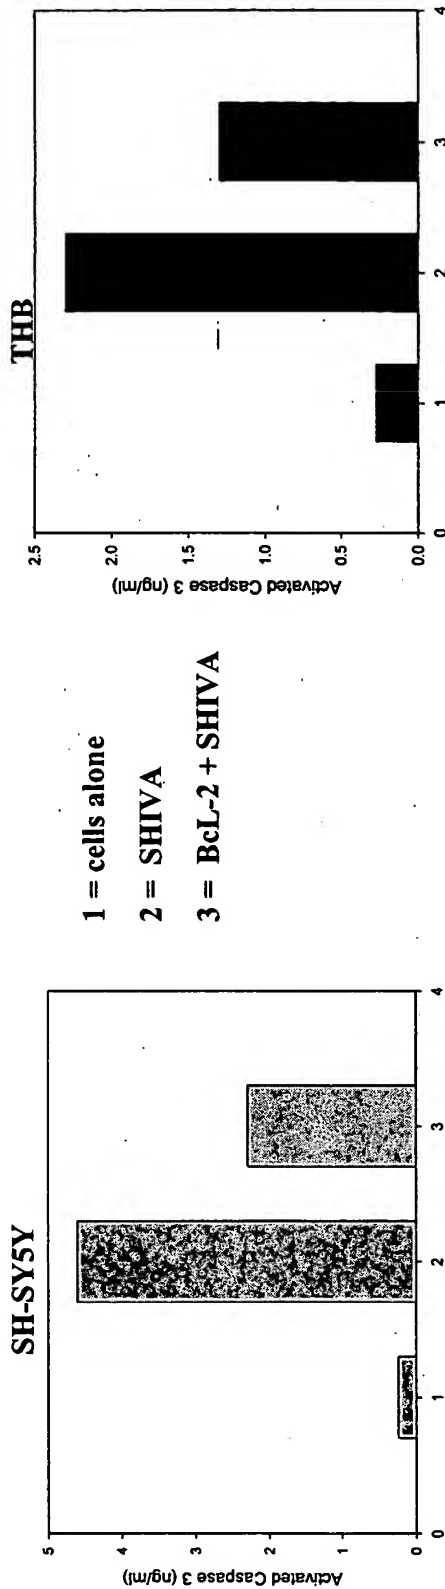 SH-SY5Y
Activated Caspase 3 (ng/ml)
5
4
3
2
1
0
0 1 2 3 4
1 = cells alone
2 = SHIVA
3 = BcL-2 + SHIVA
THB
Activated Caspase 3 (ng/ml)
2.5
2.0
1.5
1.0
0.5
0.0
0 1 2 3 4